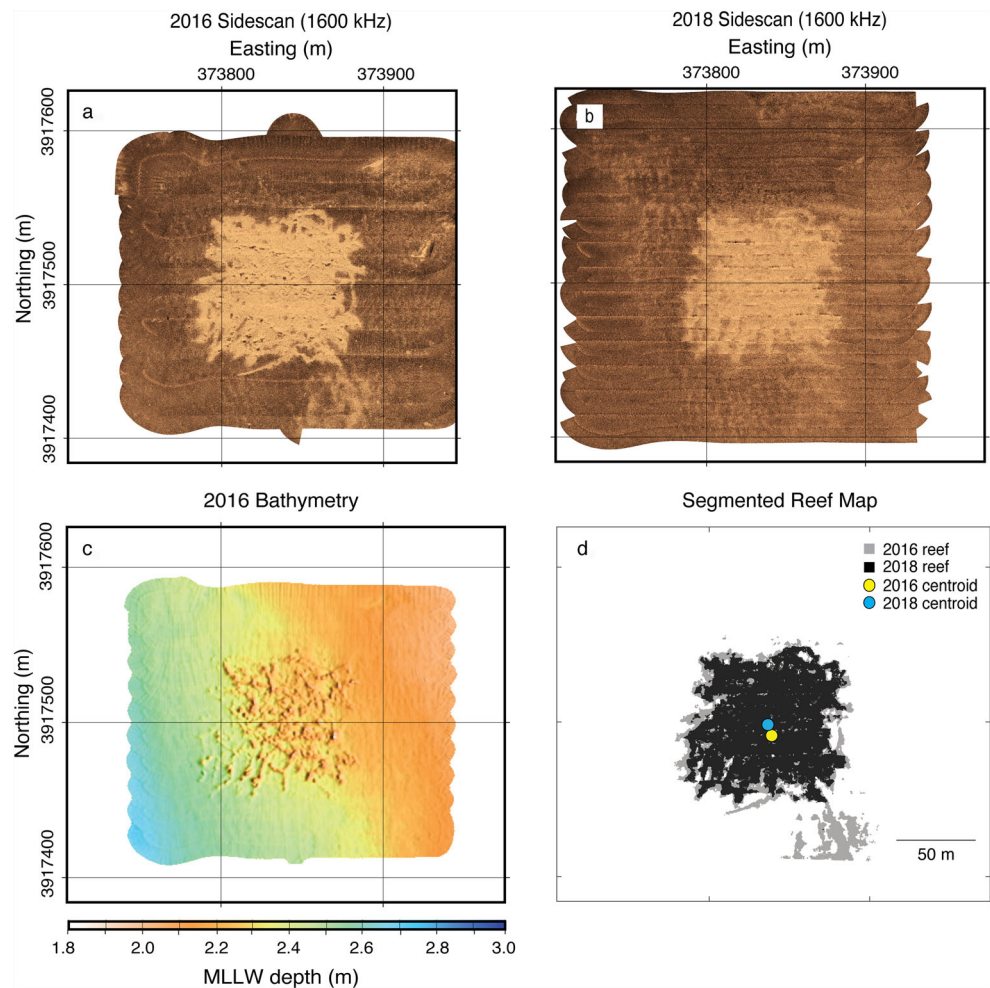 2016 Sidescan (1600 kHz)
Easting (m)
373800 373900
2018 Sidescan (1600 kHz)
Easting (m)
373800 373900
a
b
3917600
3917500
3917400
Northing (m)
2016 Bathymetry
Segmented Reef Map
c
d
2016 reef
2018 reef
2016 centroid
2018 centroid
3917600
3917500
3917400
Northing (m)
50 m
1.8 2.0 2.2 2.4 2.6 2.8 3.0
MLLW depth (m)